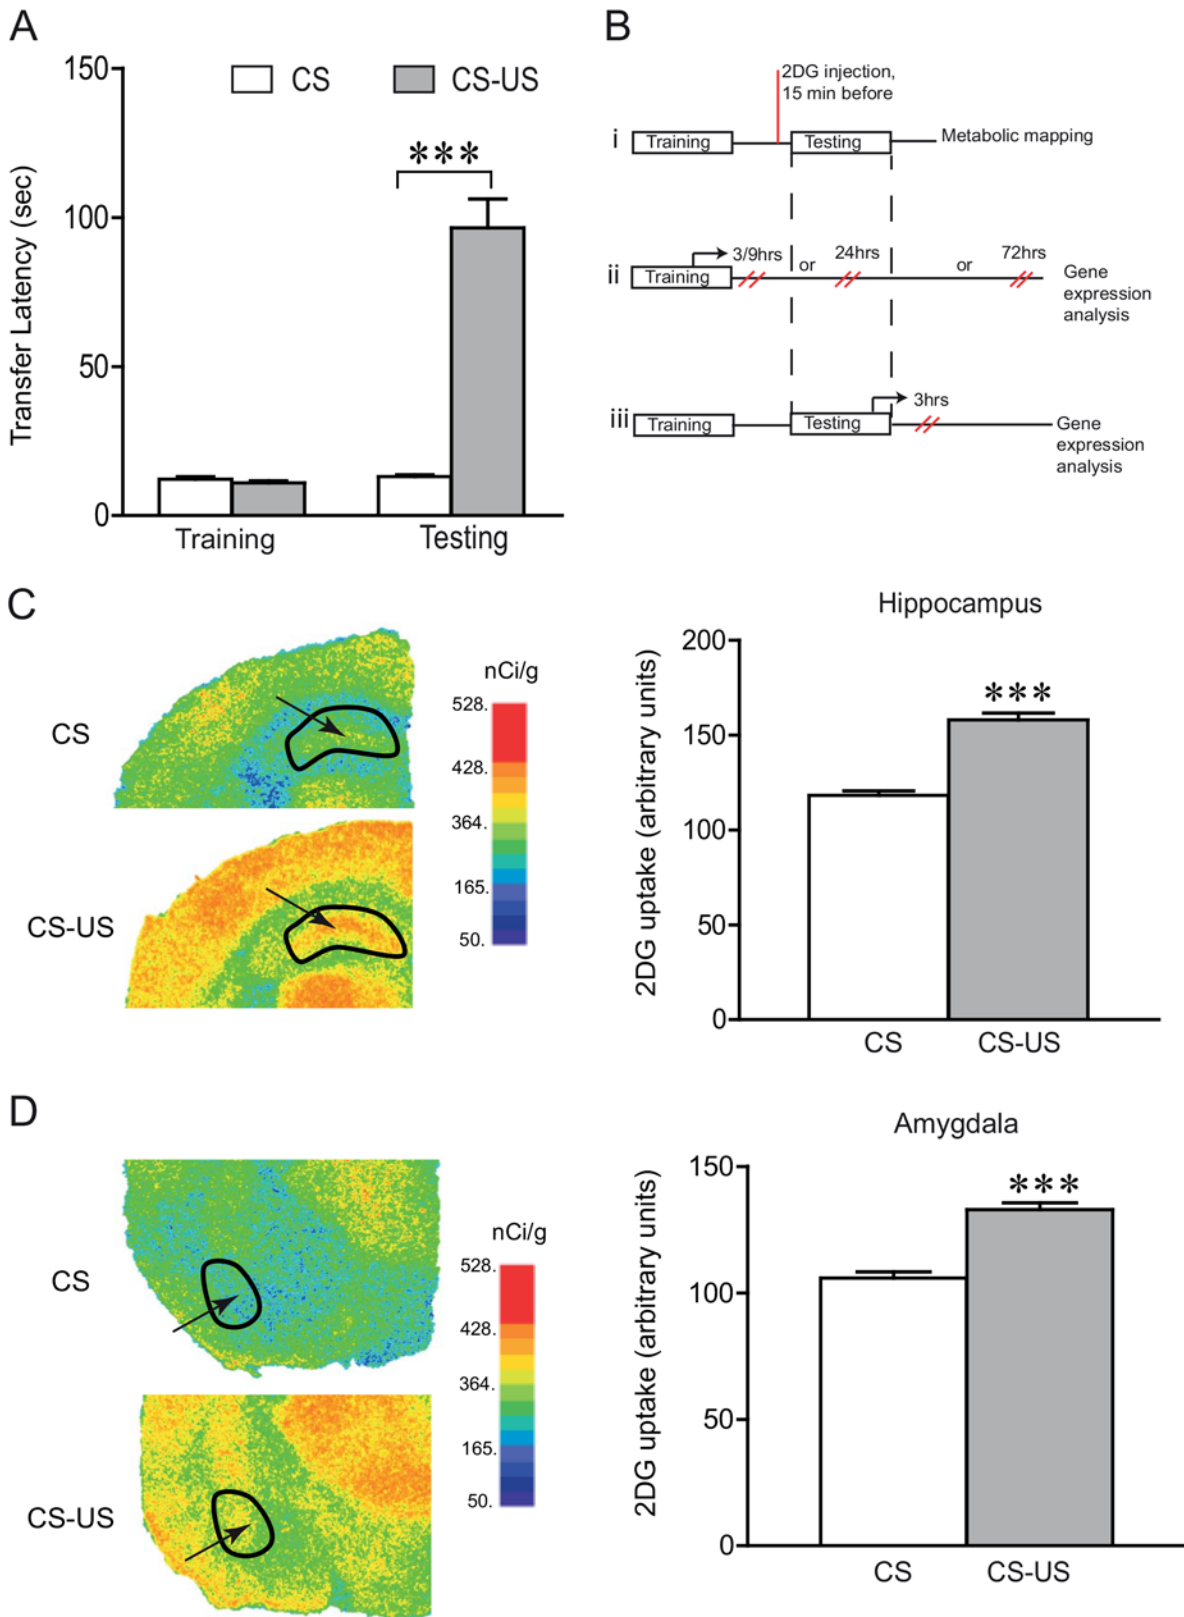 A
150
100
50
0
Transfer Latency (sec)
CS
CS-US
***
Training
Testing
B
2DG injection,
15 min before
i
Training
Testing
Metabolic mapping
ii
Training
3/9hrs
or
24hrs
or
72hrs
Gene
expression
analysis
iii
Training
Testing
3hrs
Gene
expression
analysis
C
CS
CS-US
nCi/g
528.
428.
364.
165.
50.
Hippocampus
2DG uptake (arbitrary units)
200
150
100
50
0
***
CS
CS-US
D
CS
CS-US
nCi/g
528.
428.
364.
165.
50.
Amygdala
2DG uptake (arbitrary units)
150
100
50
0
***
CS
CS-US